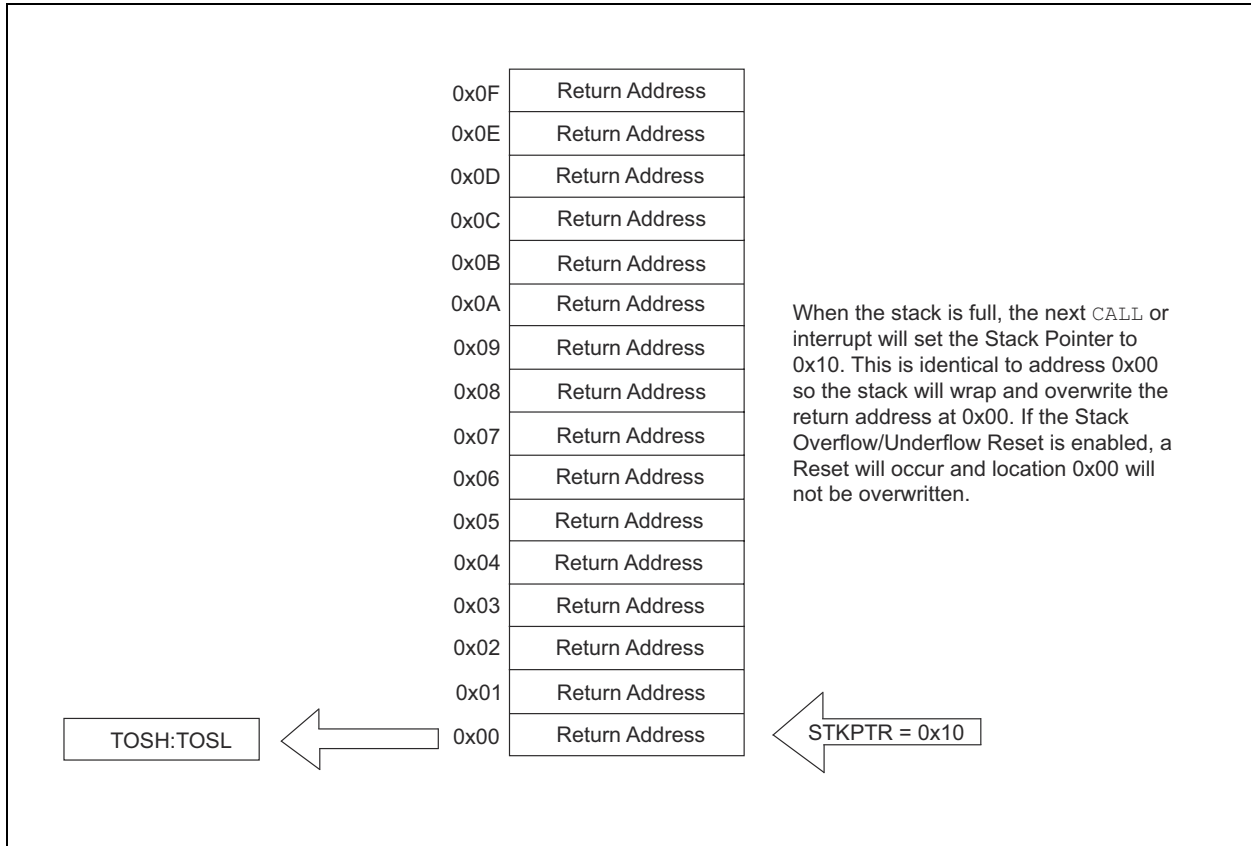 0x0F Return Address
0x0E Return Address
0x0D Return Address
0x0C Return Address
0x0B Return Address
0x0A Return Address
0x09 Return Address
0x08 Return Address
0x07 Return Address
0x06 Return Address
0x05 Return Address
0x04 Return Address
0x03 Return Address
0x02 Return Address
0x01 Return Address
TOSH:TOSL 0x00 Return Address STKPTR = 0x10
When the stack is full, the next CALL or
interrupt will set the Stack Pointer to
0x10. This is identical to address 0x00
so the stack will wrap and overwrite the
return address at 0x00. If the Stack
Overflow/Underflow Reset is enabled, a
Reset will occur and location 0x00 will
not be overwritten.